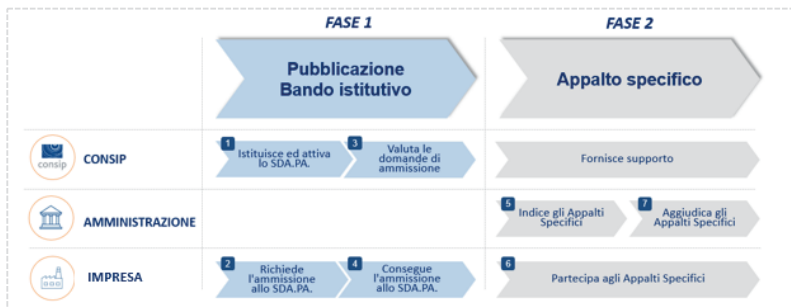 FASE 1
FASE 2
Pubblicazione
Bando istitutivo
Appalto specifico
consip
CONSIP
1
Istituisce ed attiva
lo SDA.PA.
3
Valuta le
domande di
ammissione
Fornisce supporto
AMMINISTRAZIONE
5
Indice gli Appalti
Specifici
7
Aggiudica gli
Appalti Specifici
IMPRESA
2
Richiede
l'ammissione
allo SDA.PA.
4
Consegue
l'ammissione
allo SDA.PA.
6
Partecipa agli Appalti Specifici